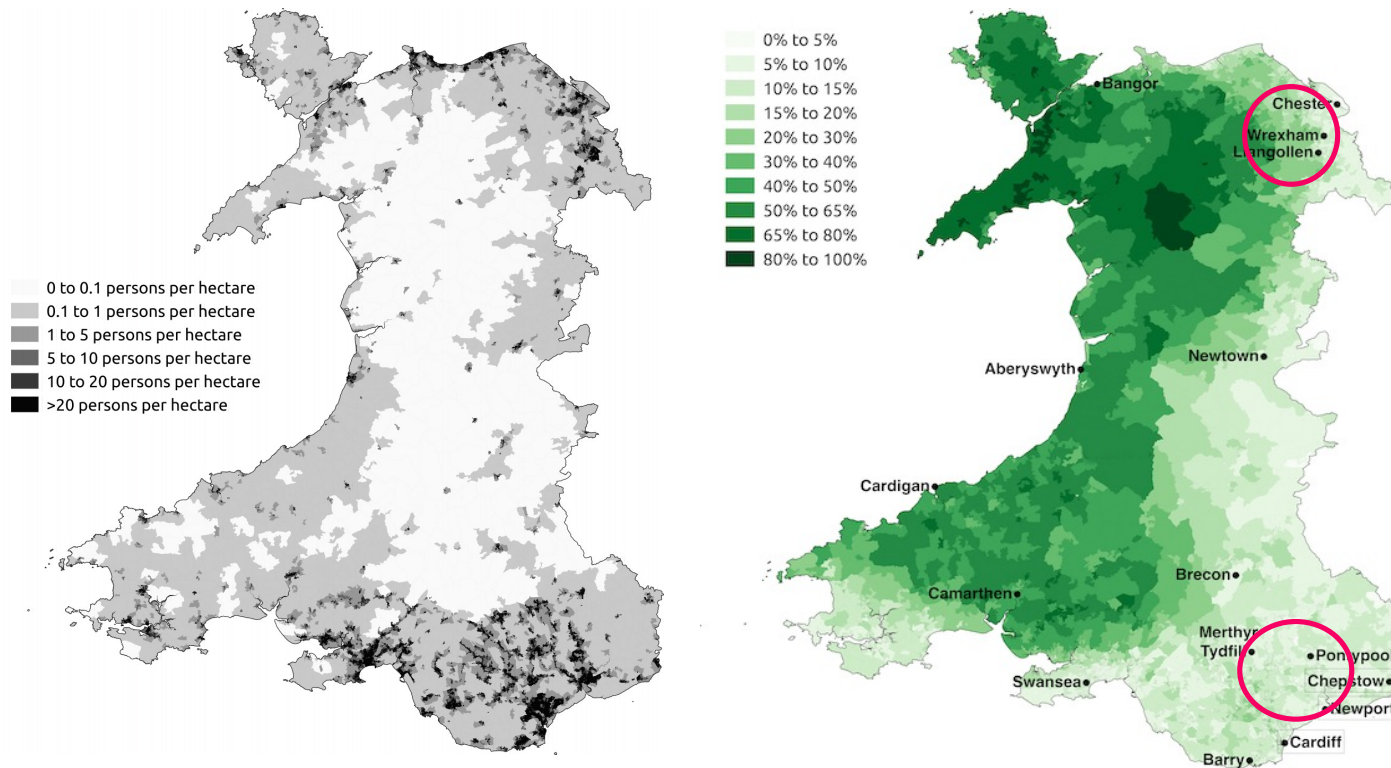 0 to 0.1 persons per hectare
0.1 to 1 persons per hectare
1 to 5 persons per hectare
5 to 10 persons per hectare
10 to 20 persons per hectare
>20 persons per hectare
0% to 5%
5% to 10%
10% to 15%
15% to 20%
20% to 30%
30% to 40%
40% to 50%
50% to 65%
65% to 80%
80% to 100%
Bangor
Chester
Wrexham
Llangollen
Newtown
Aberyswyth
Cardigan
Brecon
Camarthen
Merthyr
Tydfil
Pontypool
Chepstow
Swansea
Newport
Cardiff
Barry